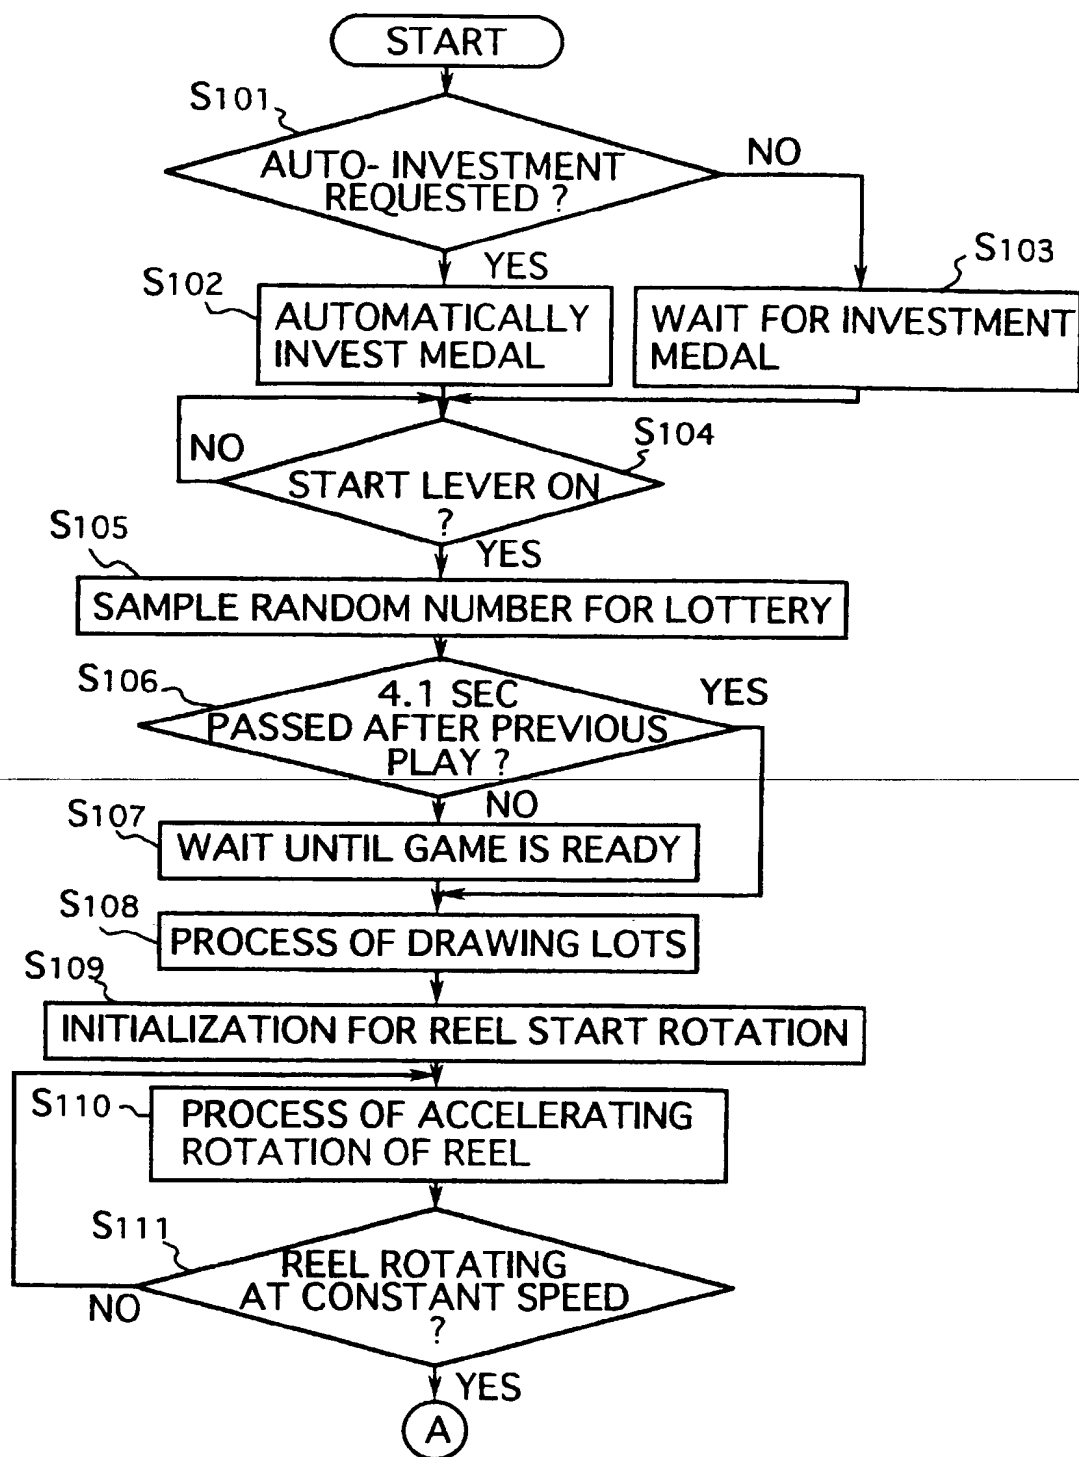 START
S101
AUTO- INVESTMENT
REQUESTED ?
NO
YES
S102
S103
AUTOMATICALLY
INVEST MEDAL
WAIT FOR INVESTMENT
MEDAL
NO
S104
START LEVER ON
?
S105
YES
SAMPLE RANDOM NUMBER FOR LOTTERY
S106
4.1 SEC
PASSED AFTER PREVIOUS
PLAY ?
YES
NO
S107
WAIT UNTIL GAME IS READY
S108
PROCESS OF DRAWING LOTS
S109
INITIALIZATION FOR REEL START ROTATION
S110
PROCESS OF ACCELERATING
ROTATION OF REEL
S111
REEL ROTATING
AT CONSTANT SPEED
?
NO
YES
A